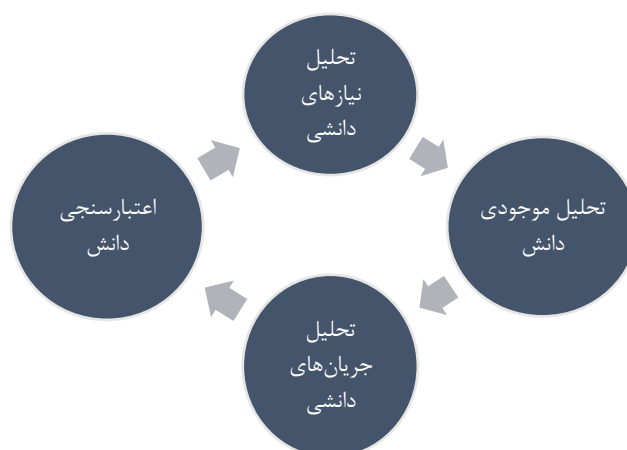 تحلیل
نیازهای
دانشی
تحلیل موجودی
دانش
تحلیل
جریان‌های
دانشی
اعتبارسنجی
دانش